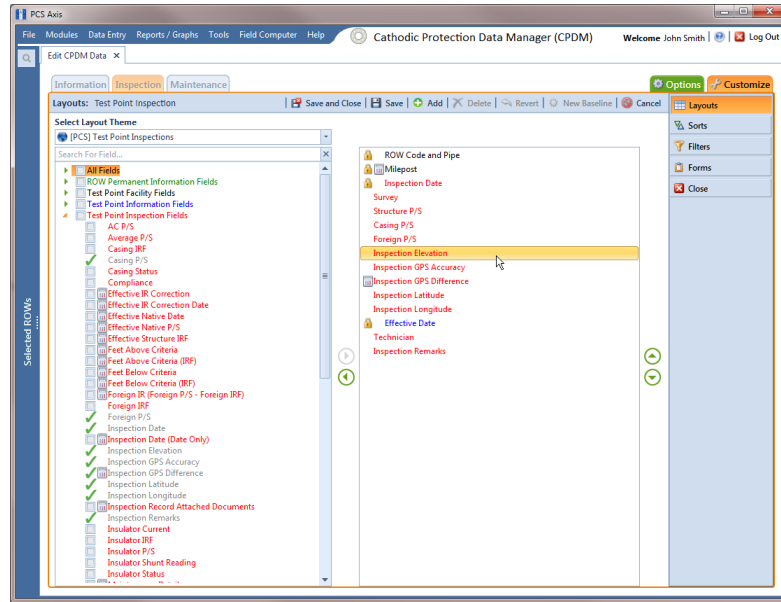 PCS Axis
File Modules Data Entry Reports / Graphs Tools Field Computer Help
Cathodic Protection Data Manager (CPDM)
Welcome John Smith | Log Out
Edit CPDM Data ×
Information Inspection Maintenance
Options Customize
Layouts: Test Point Inspection
| Save and Close | Save | Add | Delete | Revert | New Baseline | Cancel
Select Layout Theme
[PCS] Test Point Inspections
Search For Field...
All Fields
ROW Permanent Information Fields
Test Point Facility Fields
Test Point Information Fields
Test Point Inspection Fields
AC P/S
Average P/S
Casing IRF
Casing P/S
Casing Status
Compliance
Effective IR Correction
Effective IR Correction Date
Effective Native Date
Effective Native P/S
Effective Structure IRF
Feet Above Criteria
Feet Above Criteria (IRF)
Feet Below Criteria
Feet Below Criteria (IRF)
Foreign IR (Foreign P/S - Foreign IRF)
Foreign IRF
Foreign P/S
Inspection Date
Inspection Date (Date Only)
Inspection Elevation
Inspection GPS Accuracy
Inspection GPS Difference
Inspection Latitude
Inspection Longitude
Inspection Record Attached Documents
Inspection Remarks
Insulator Current
Insulator IRF
Insulator P/S
Insulator Shunt Reading
Insulator Status
ROW Code and Pipe
Milepost
Inspection Date
Survey
Structure P/S
Casing P/S
Foreign P/S
Inspection Elevation
Inspection GPS Accuracy
Inspection GPS Difference
Inspection Latitude
Inspection Longitude
Effective Date
Technician
Inspection Remarks
Layouts
Sorts
Filters
Forms
Close
Selected ROWs